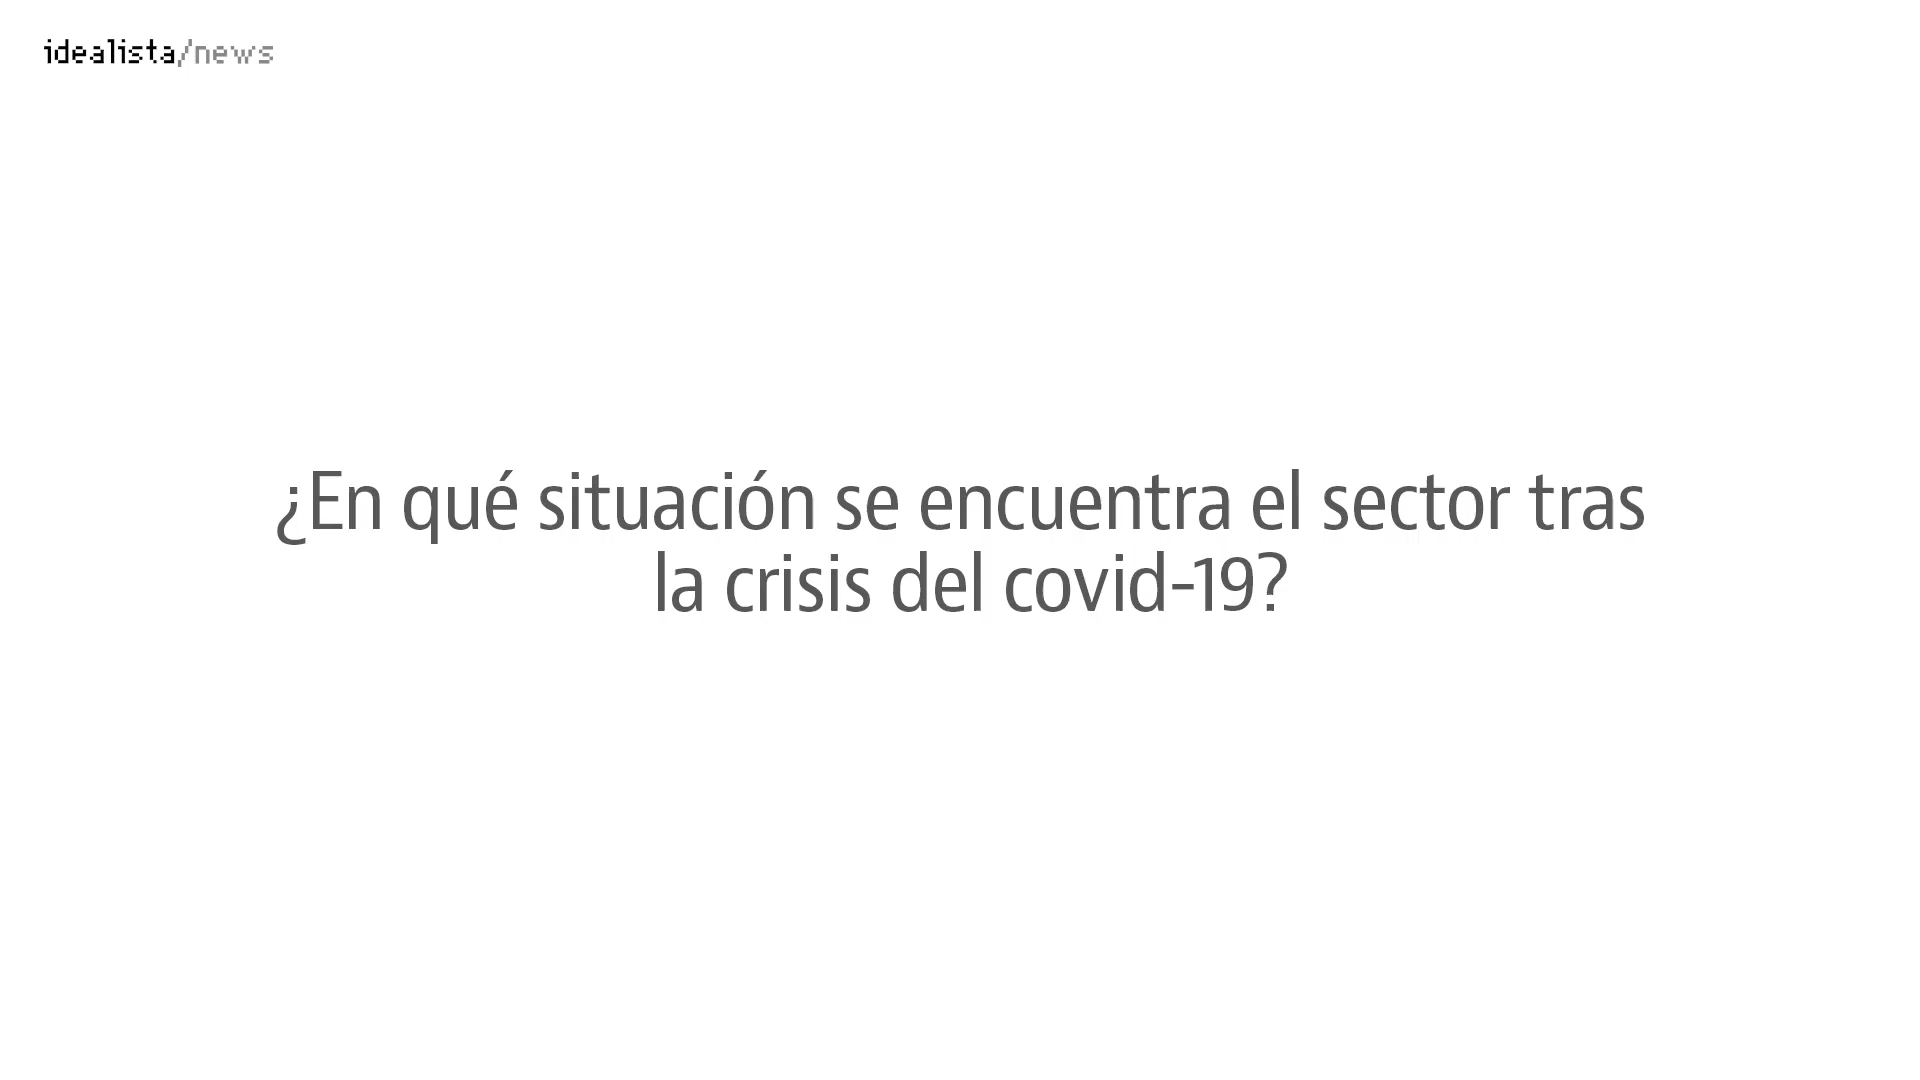 idealista/news
¿En qué situación se encuentra el sector tras
la crisis del covid-19?